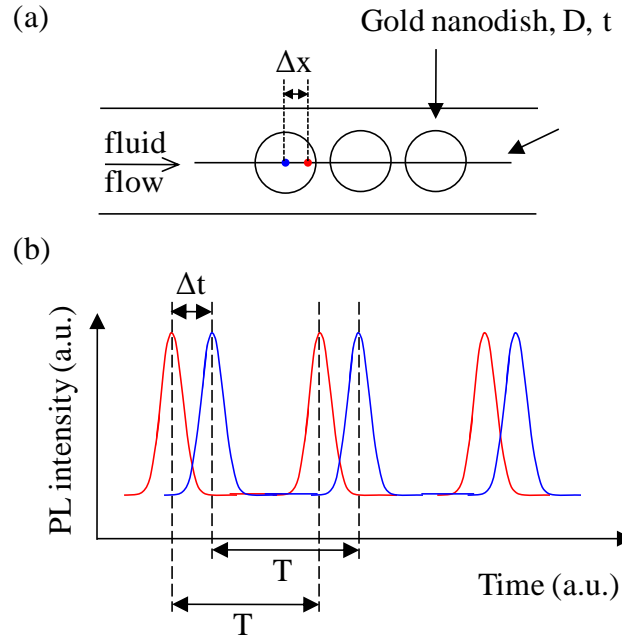 (a)
Gold nanodish, D, t
Δx
fluid
flow
(b)
Δt
PL intensity (a.u.)
T
Time (a.u.)
T